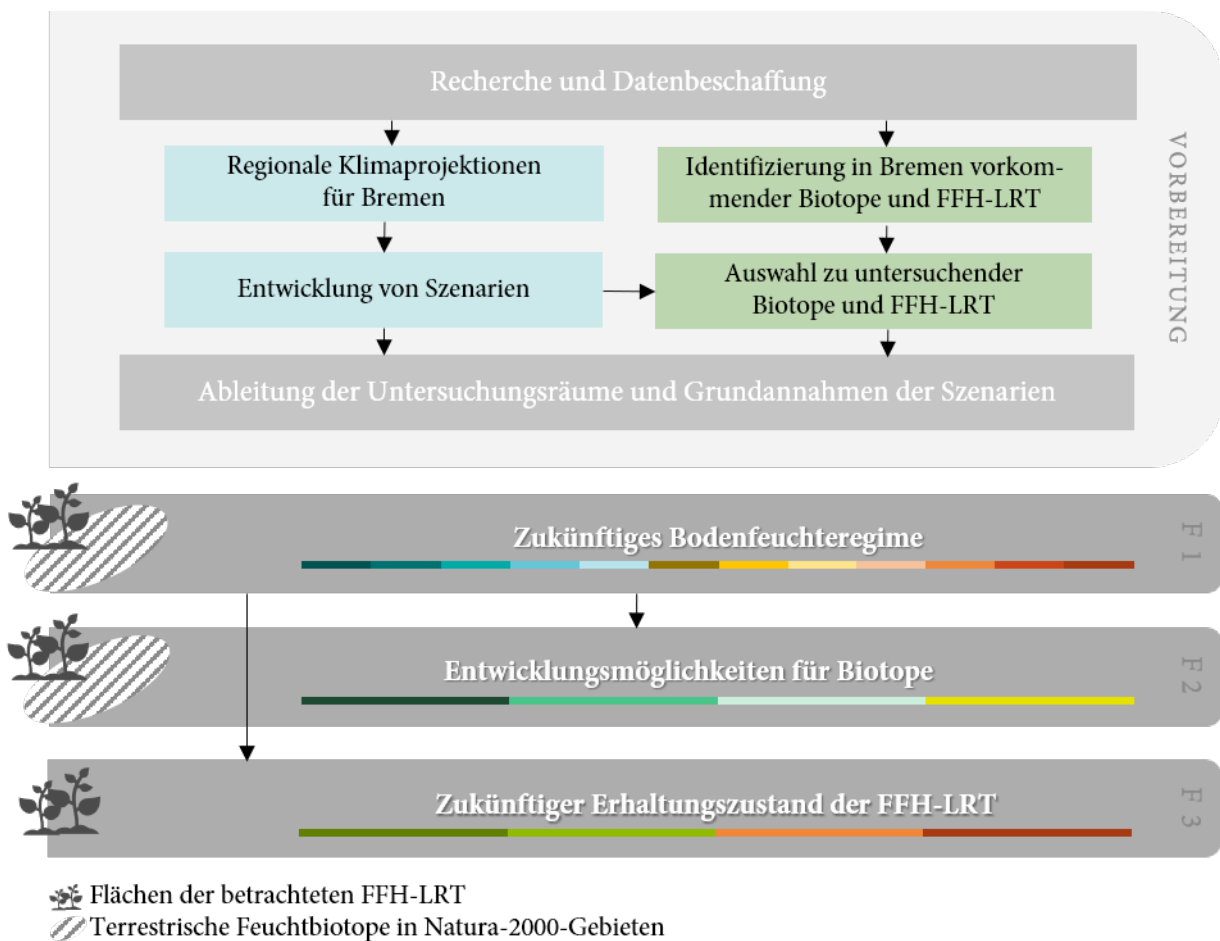 Recherche und Datenbeschaffung
Regionale Klimaprojektionen
für Bremen
Identifizierung in Bremen vorkom-
mender Biotope und FFH-LRT
Entwicklung von Szenarien
Auswahl zu untersuchender
Biotope und FFH-LRT
Ableitung der Untersuchungsräume und Grundannahmen der Szenarien
VORBEREITUNG
Zukünftiges Bodenfeuchteregime
F 1
Entwicklungsmöglichkeiten für Biotope
F 2
Zukünftiger Erhaltungszustand der FFH-LRT
F 3
Flächen der betrachteten FFH-LRT
Terrestrische Feuchtbiotope in Natura-2000-Gebieten